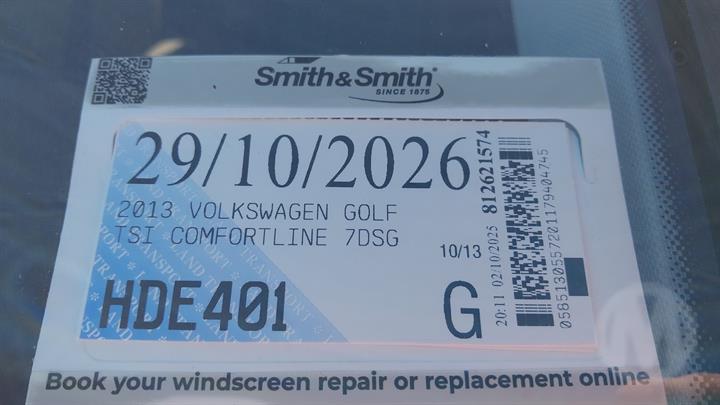 Smith&Smith®
SINCE 1875
29/10/2026
2013 VOLKSWAGEN GOLF
TSI COMFORTLINE 7DSG
10/13
HDE401
G
20:11 02/10/2025 812621574
0585130557201179404745
Book your windscreen repair or replacement online